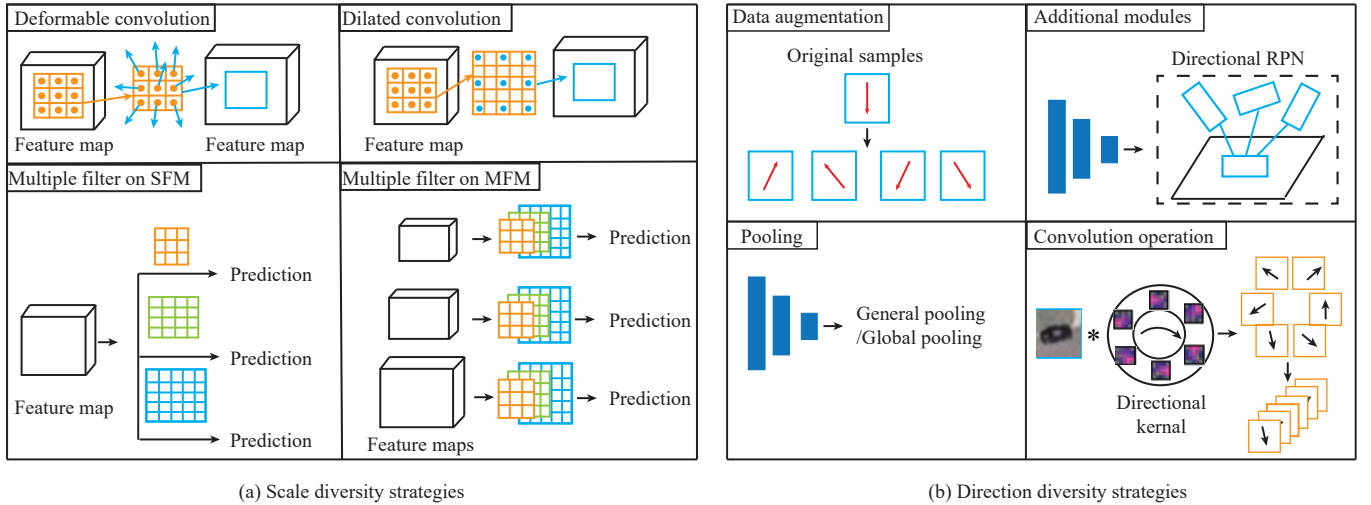 Deformable convolution
Feature map
Feature map
Dilated convolution
Feature map
Multiple filter on SFM
Prediction
Prediction
Feature map
Prediction
Multiple filter on MFM
Prediction
Prediction
Prediction
Feature maps
(a) Scale diversity strategies
Data augmentation
Original samples
Additional modules
Directional RPN
Pooling
General pooling
/Global pooling
Convolution operation
*
Directional
kernal
(b) Direction diversity strategies